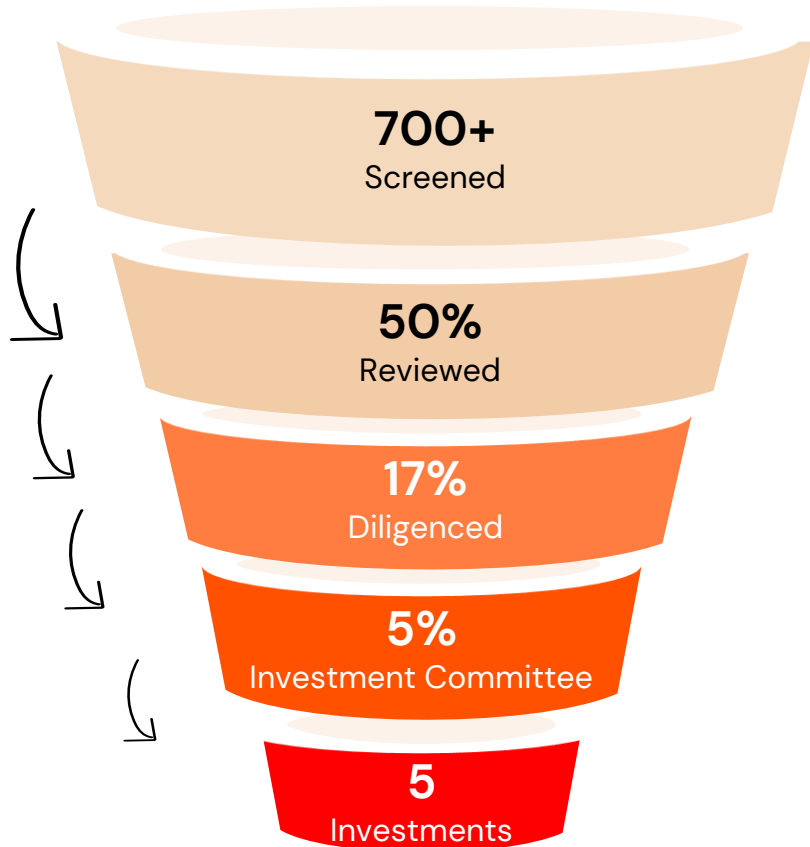 700+
Screened
50%
Reviewed
17%
Diligenced
5%
Investment Committee
5
Investments